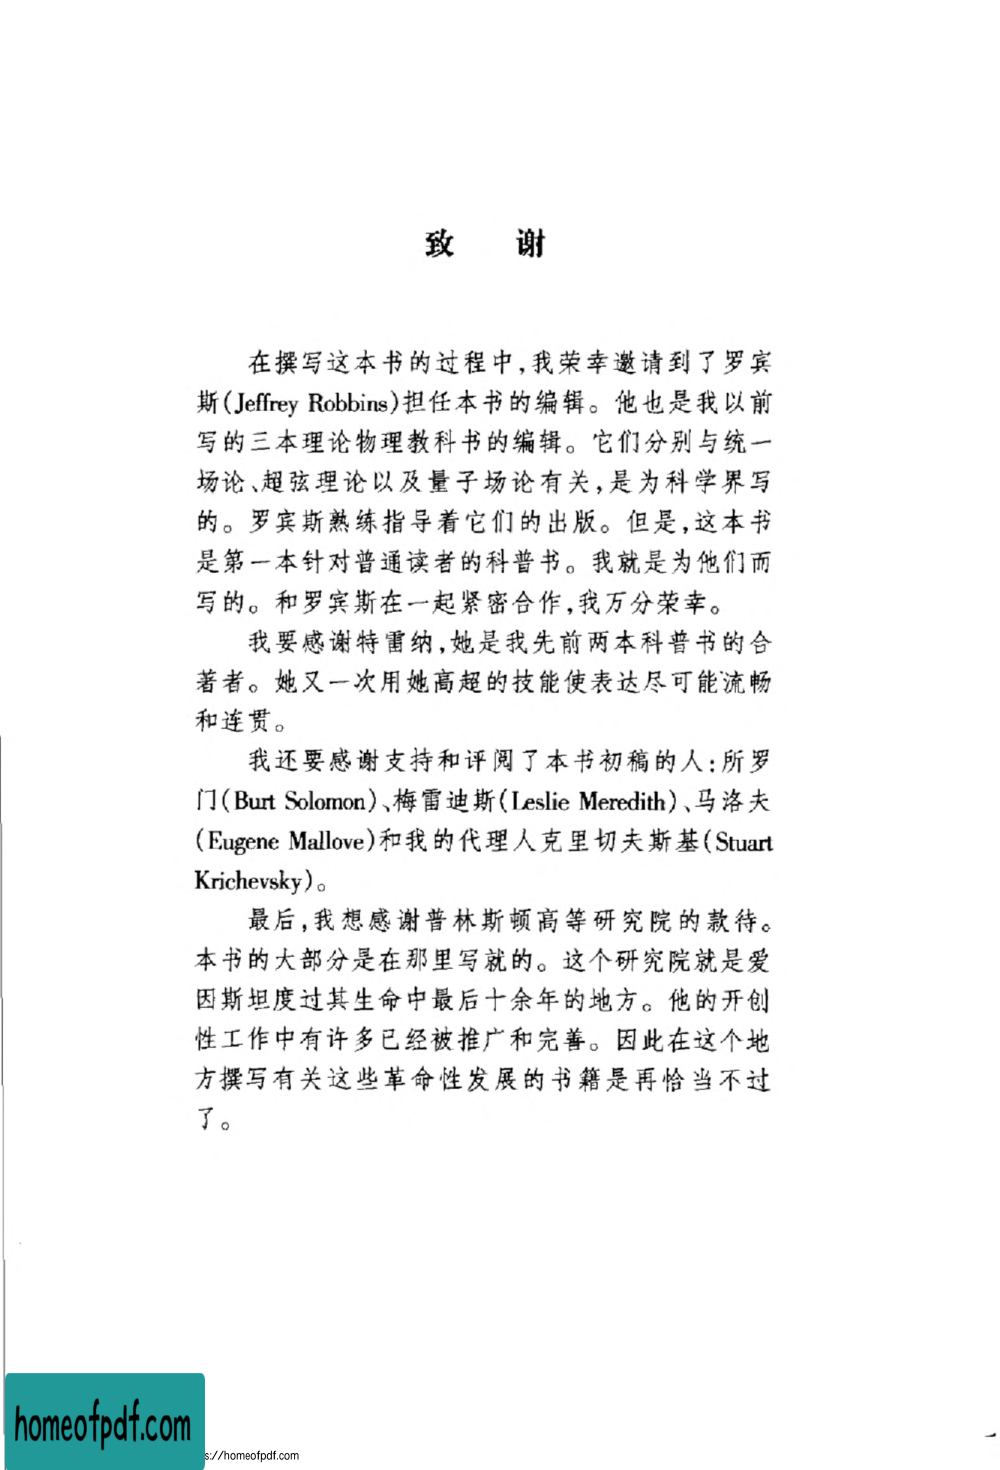 致 谢
在撰写这本书的过程中,我荣幸邀请到了罗宾
斯(Jeffrey Robbins)担任本书的编辑。他也是我以前
写的三本理论物理教科书的编辑。它们分别与统一
场论、超弦理论以及量子场论有关,是为科学界写
的。罗宾斯熟练指导着它们的出版。但是,这本书
是第一本针对普通读者的科普书。我就是为他们而
写的。和罗宾斯在一起紧密合作,我万分荣幸。
我要感谢特雷纳,她是我先前两本科普书的合
著者。她又一次用她高超的技能使表达尽可能流畅
和连贯。
我还要感谢支持和评阅了本书初稿的人:所罗
门(Burt Solomon)、梅雷迪斯(Leslie Meredith)、马洛夫
(Eugene Mallove)和我的代理人克里切夫斯基(Stuart
Krichevsky)。
最后,我想感谢普林斯顿高等研究院的款待。
本书的大部分是在那里写就的。这个研究院就是爱
因斯坦度过其生命中最后十余年的地方。他的开创
性工作中有许多已经被推广和完善。因此在这个地
方撰写有关这些革命性发展的书籍是再恰当不过
了。
homeofpdf.com
s://homeofpdf.com